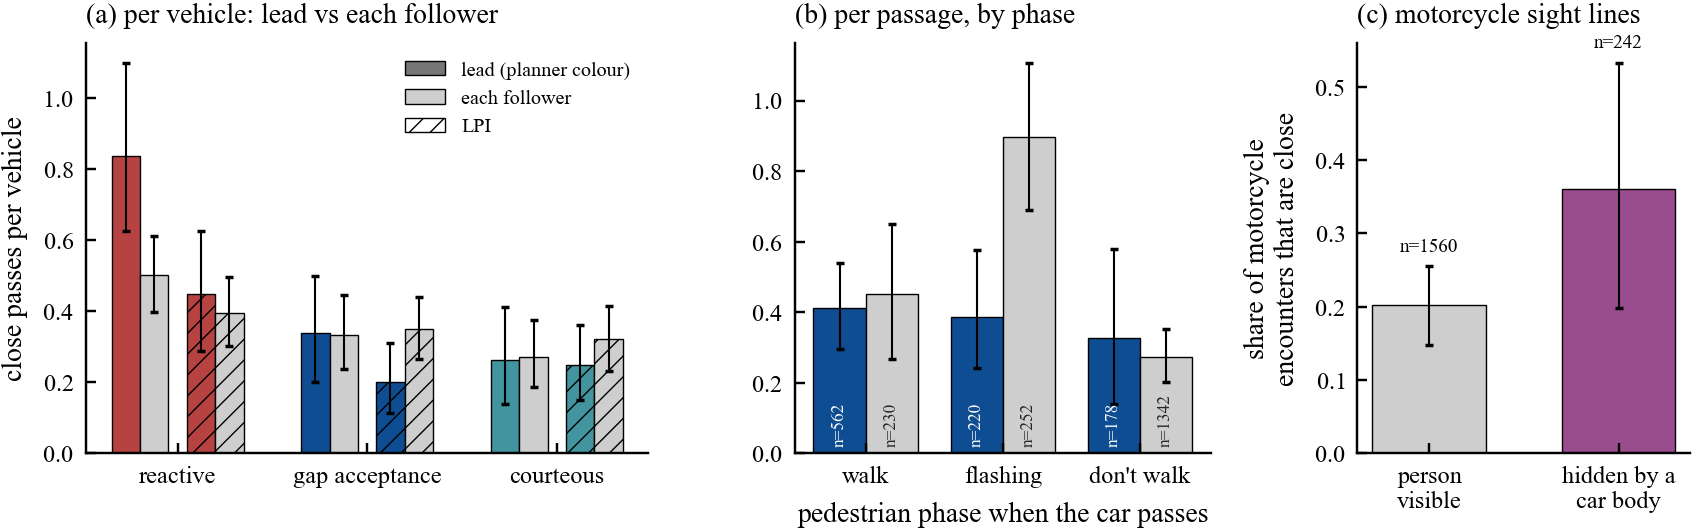 (a) per vehicle: lead vs each follower
close passes per vehicle
1.0
0.8
0.6
0.4
0.2
0.0
lead (planner colour)
each follower
LPI
reactive
gap acceptance
courteous
(b) per passage, by phase
1.0
0.8
0.6
0.4
0.2
0.0
n=562
n=230
n=220
n=252
n=178
n=1342
walk
flashing
don't walk
pedestrian phase when the car passes
(c) motorcycle sight lines
share of motorcycle
encounters that are close
0.5
0.4
0.3
0.2
0.1
0.0
n=1560
n=242
person
visible
hidden by a
car body